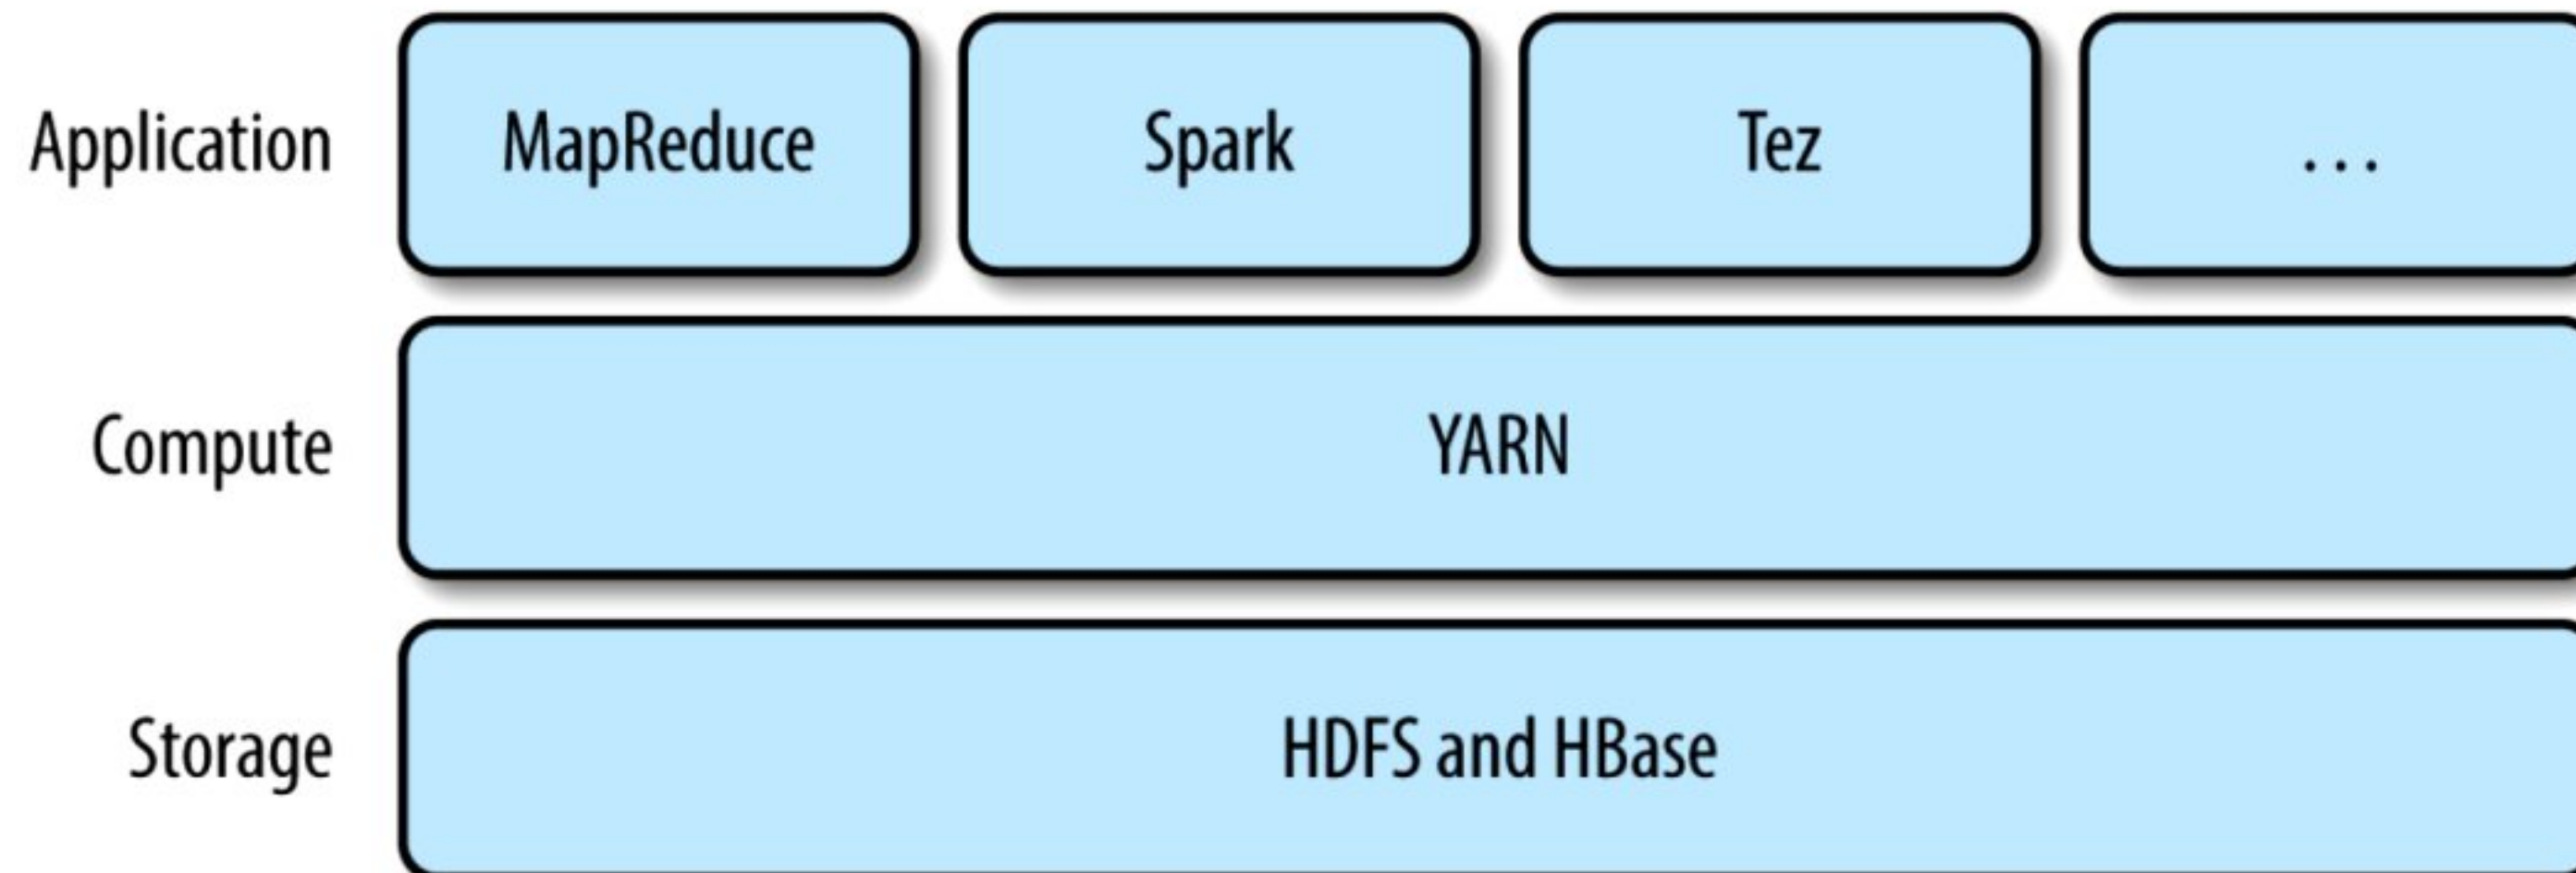 Application MapReduce Spark Tez ...
Compute YARN
Storage HDFS and HBase